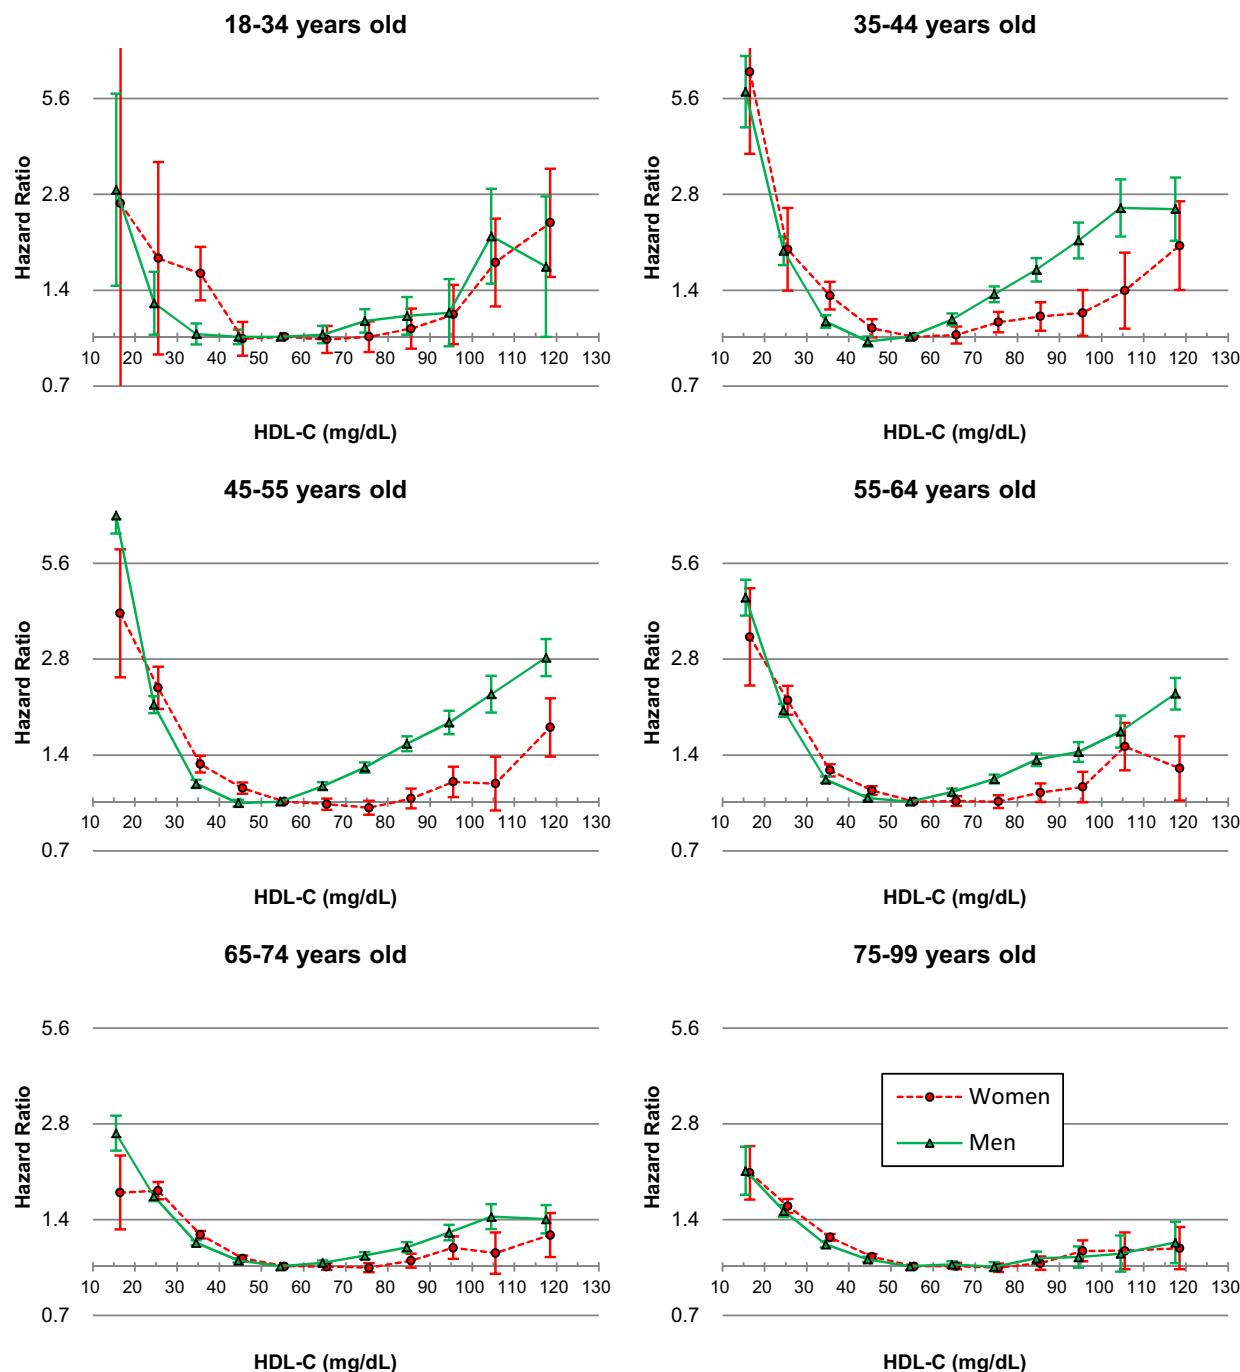 18-34 years old
5.6
2.8
1.4
0.7
Hazard Ratio
10 20 30 40 50 60 70 80 90 100 110 120 130
HDL-C (mg/dL)
35-44 years old
5.6
2.8
1.4
0.7
Hazard Ratio
10 20 30 40 50 60 70 80 90 100 110 120 130
HDL-C (mg/dL)
45-55 years old
5.6
2.8
1.4
0.7
Hazard Ratio
10 20 30 40 50 60 70 80 90 100 110 120 130
HDL-C (mg/dL)
55-64 years old
5.6
2.8
1.4
0.7
Hazard Ratio
10 20 30 40 50 60 70 80 90 100 110 120 130
HDL-C (mg/dL)
65-74 years old
5.6
2.8
1.4
0.7
Hazard Ratio
10 20 30 40 50 60 70 80 90 100 110 120 130
HDL-C (mg/dL)
75-99 years old
5.6
2.8
1.4
0.7
Hazard Ratio
Women
Men
10 20 30 40 50 60 70 80 90 100 110 120 130
HDL-C (mg/dL)